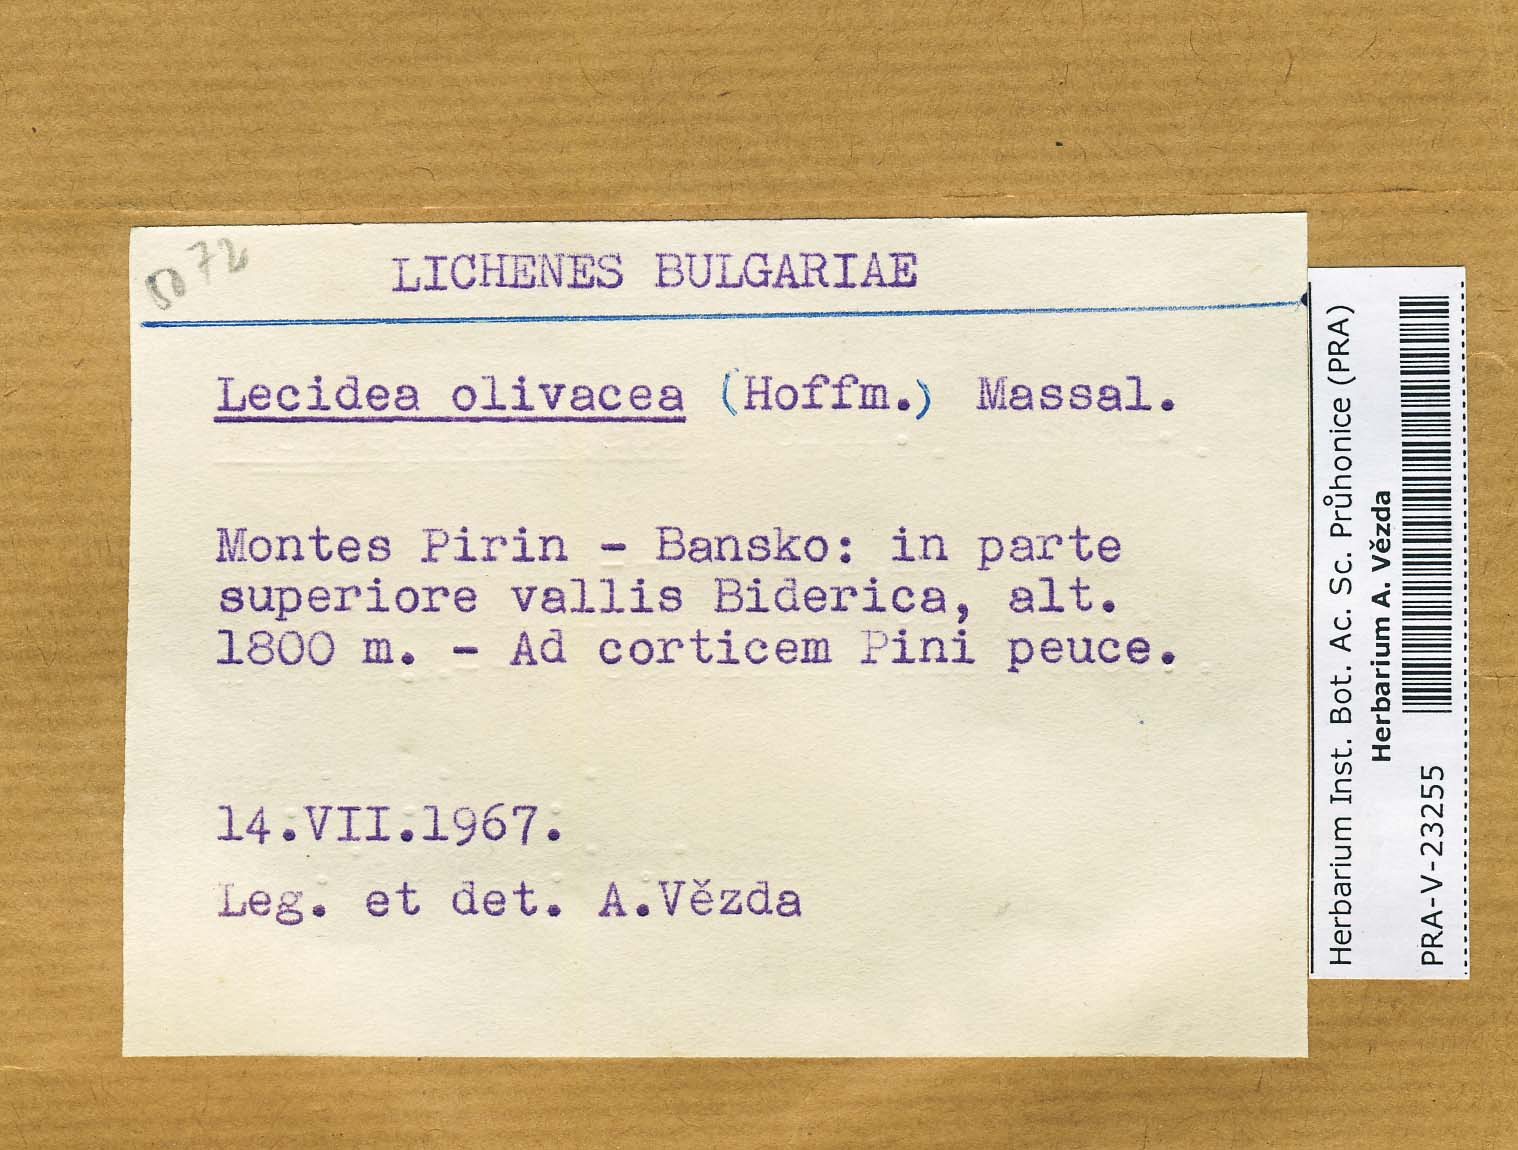 5072
LICHENES BULGARIAE
Lecidea olivacea (Hoffm.) Massal.
Montes Pirin - Bansko: in parte
superiore vallis Biderica, alt.
1800 m. - Ad corticem Pini peuce.
14.VII.1967.
Leg. et det. A.Vězda
Herbarium Inst. Bot. Ac. Sc. Průhonice (PRA)
Herbarium A. Vězda
PRA-V-23255